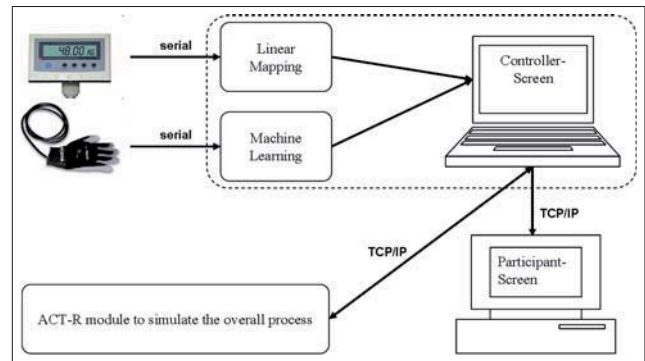 48.00 KG
serial
Linear
Mapping
Controller-
Screen
serial
Machine
Learning
TCP/IP
TCP/IP
Participant-
Screen
ACT-R module to simulate the overall process